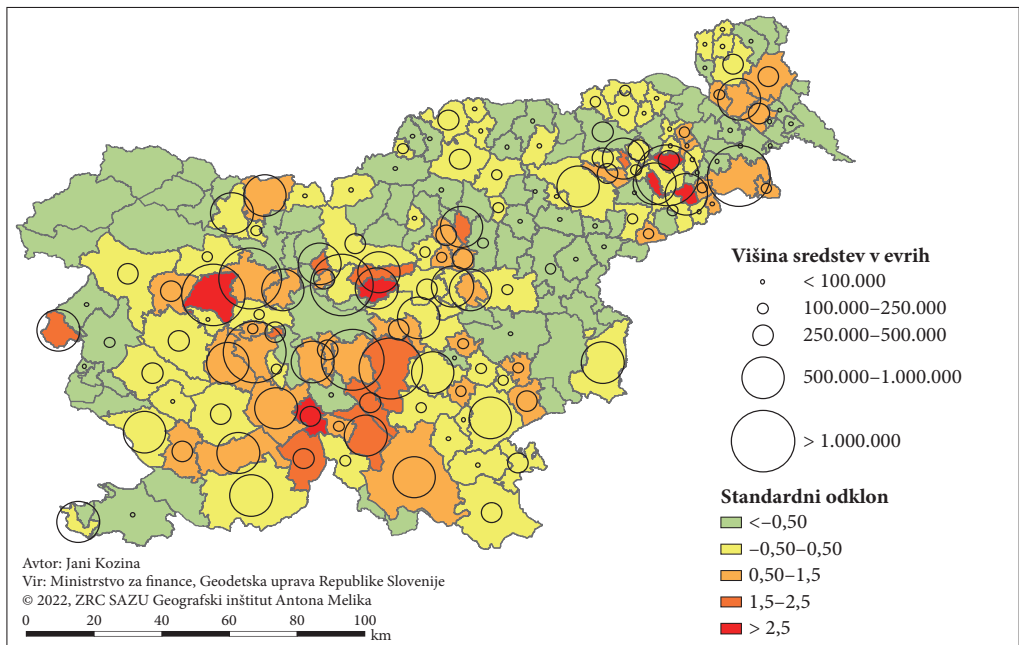 Višina sredstev v evrih
< 100.000
100.000–250.000
250.000–500.000
500.000–1.000.000
> 1.000.000
Standardni odklon
<–0,50
–0,50–0,50
0,50–1,5
1,5–2,5
> 2,5
Avtor: Jani Kozina
Vir: Ministrstvo za finance, Geodetska uprava Republike Slovenije
© 2022, ZRC SAZU Geografski inštitut Antona Melika
0 20 40 60 80 100
km